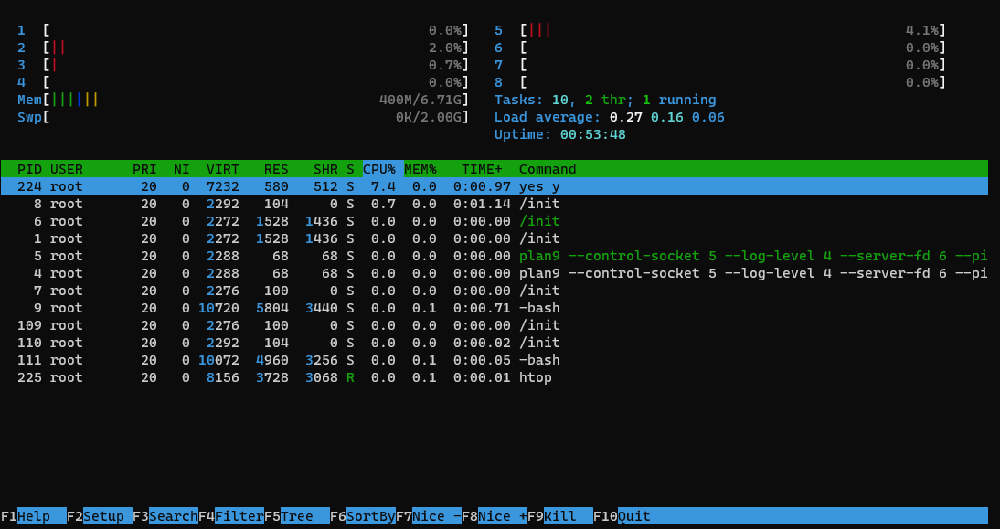 1 [ 0.0%] 5 [||| 4.1%]
2 [|| 2.0%] 6 [ 0.0%]
3 [| 0.7%] 7 [ 0.0%]
4 [ 0.0%] 8 [ 0.0%]
Mem[|||||| 400M/6.71G] Tasks: 10, 2 thr; 1 running
Swp[ 0K/2.00G] Load average: 0.27 0.16 0.06
Uptime: 00:53:48
PID USER PRI NI VIRT RES SHR S CPU% MEM% TIME+ Command
224 root 20 0 7232 580 512 S 7.4 0.0 0:00.97 yes y
8 root 20 0 2292 104 0 S 0.7 0.0 0:01.14 /init
6 root 20 0 2272 1528 1436 S 0.0 0.0 0:00.00 /init
1 root 20 0 2272 1528 1436 S 0.0 0.0 0:00.00 /init
5 root 20 0 2288 68 68 S 0.0 0.0 0:00.00 plan9 --control-socket 5 --log-level 4 --server-fd 6 --pi
4 root 20 0 2288 68 68 S 0.0 0.0 0:00.00 plan9 --control-socket 5 --log-level 4 --server-fd 6 --pi
7 root 20 0 2276 100 0 S 0.0 0.0 0:00.00 /init
9 root 20 0 10720 5804 3440 S 0.0 0.1 0:00.71 -bash
109 root 20 0 2276 100 0 S 0.0 0.0 0:00.00 /init
110 root 20 0 2292 104 0 S 0.0 0.0 0:00.02 /init
111 root 20 0 10072 4960 3256 S 0.0 0.1 0:00.05 -bash
225 root 20 0 8156 3728 3068 R 0.0 0.1 0:00.01 htop
F1Help F2Setup F3SearchF4FilterF5Tree F6SortByF7Nice -F8Nice +F9Kill F10Quit